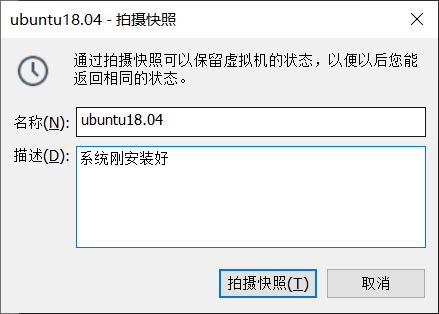 ubuntu18.04 - 拍摄快照
通过拍摄快照可以保留虚拟机的状态，以便以后您能
返回相同的状态。
名称(N): ubuntu18.04
描述(D): 系统刚安装好
拍摄快照(T) 取消